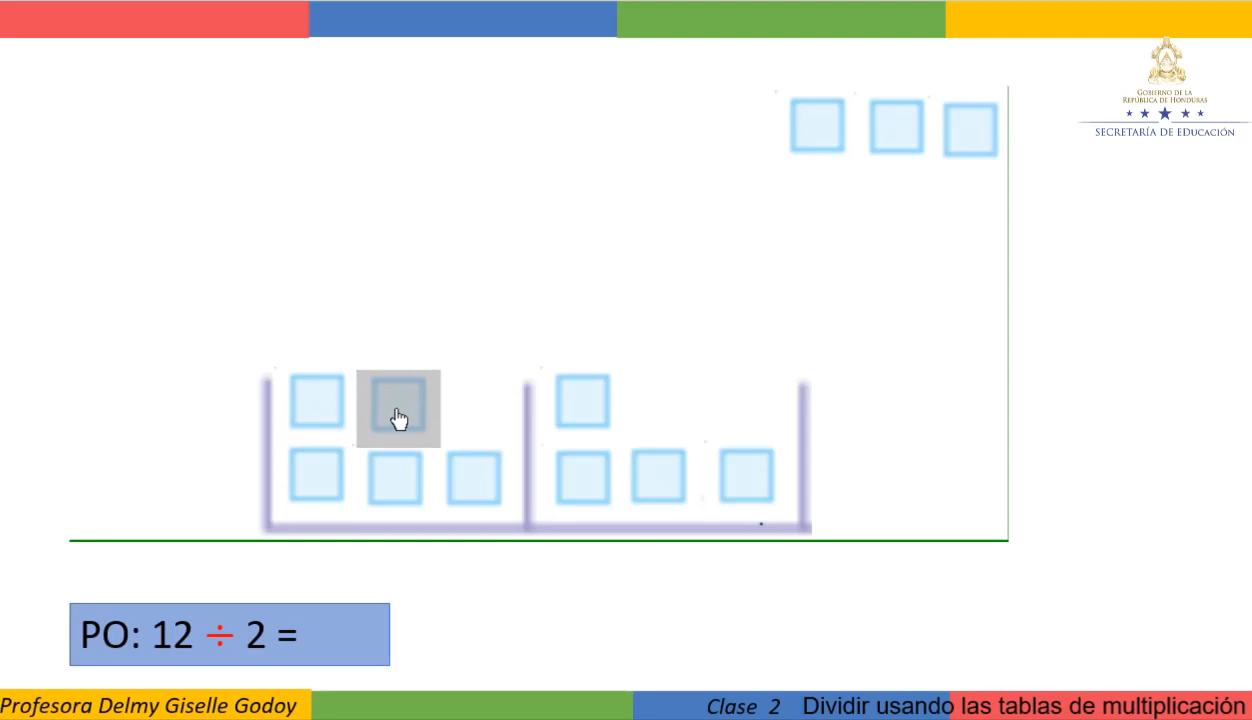 GOBIERNO DE LA
REPÚBLICA DE HONDURAS
SECRETARÍA DE EDUCACIÓN
PO: 12 ÷ 2 =
Profesora Delmy Giselle Godoy
Clase 2 Dividir usando las tablas de multiplicación